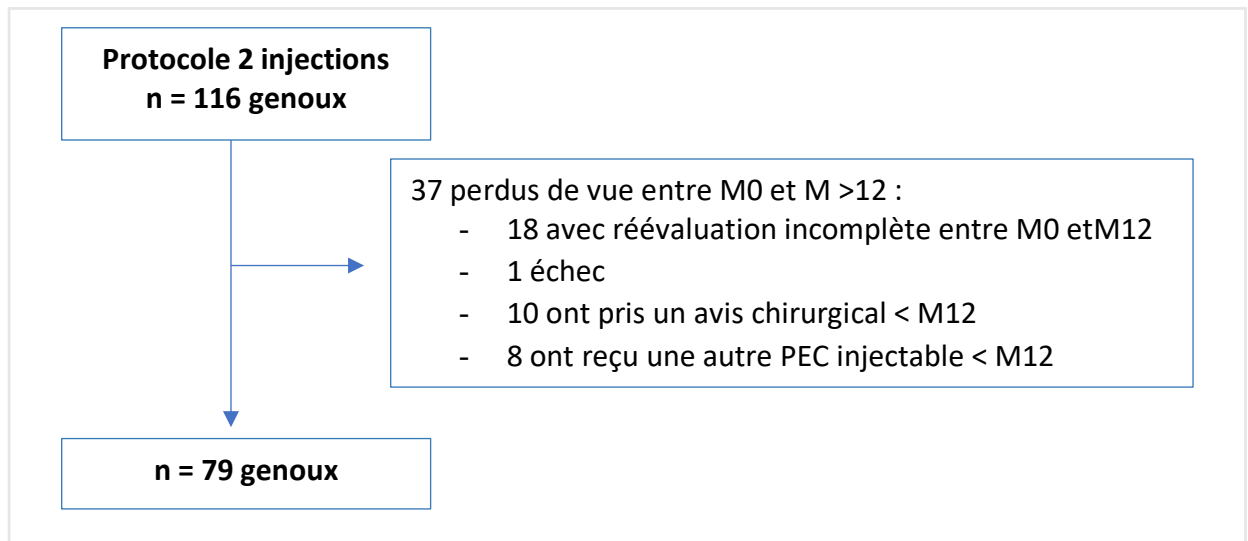 Protocole 2 injections
n = 116 genoux
37 perdus de vue entre M0 et M >12 :
- 18 avec réévaluation incomplète entre M0 etM12
- 1 échec
- 10 ont pris un avis chirurgical < M12
- 8 ont reçu une autre PEC injectable < M12
n = 79 genoux